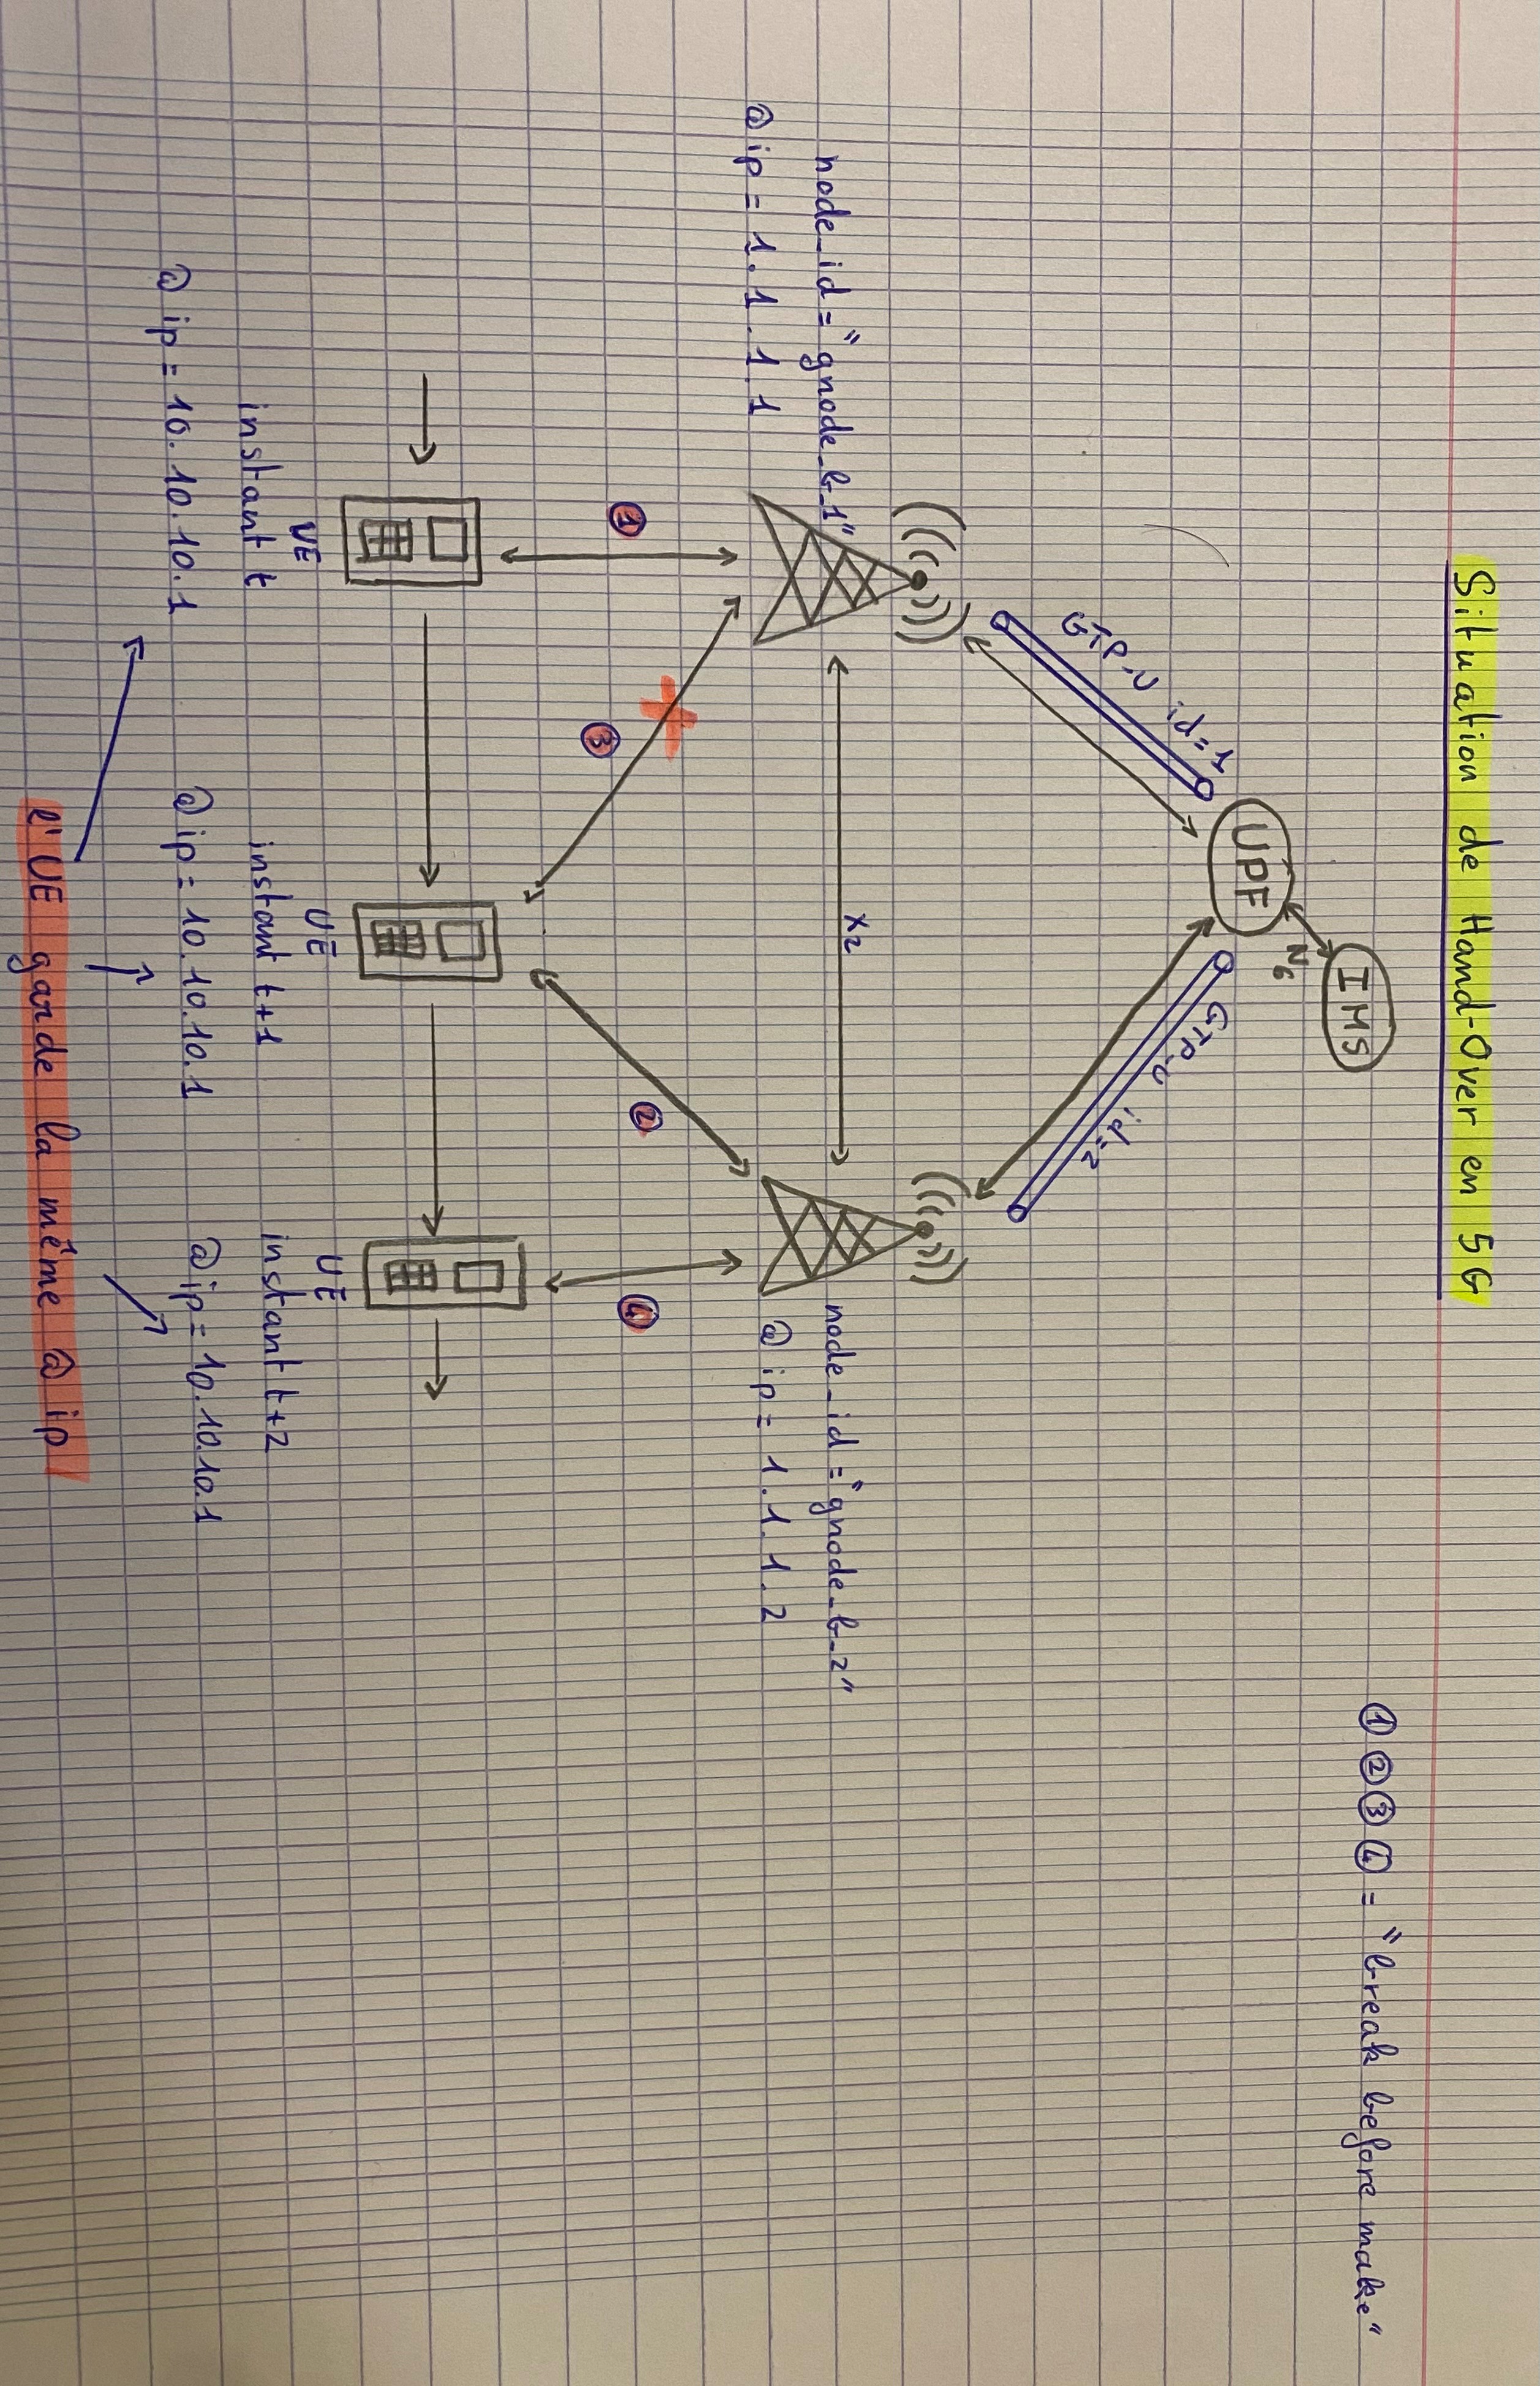 Situation de Hand-Over en 5G
① ② ③ ④ = "break before make"
IMS
N6
UPF
GTP_U id=1
GTP_U id=2
node_id = "gnode_b_1"
@ip = 1.1.1.1
X2
node_id = "gnode_b_2"
@ip = 1.1.1.2
①
③
②
④
UE
instant t
@ip = 10.10.10.1
UE
instant t+1
@ip = 10.10.10.1
UE
instant t+2
@ip = 10.10.10.1
l'UE garde la même @ip